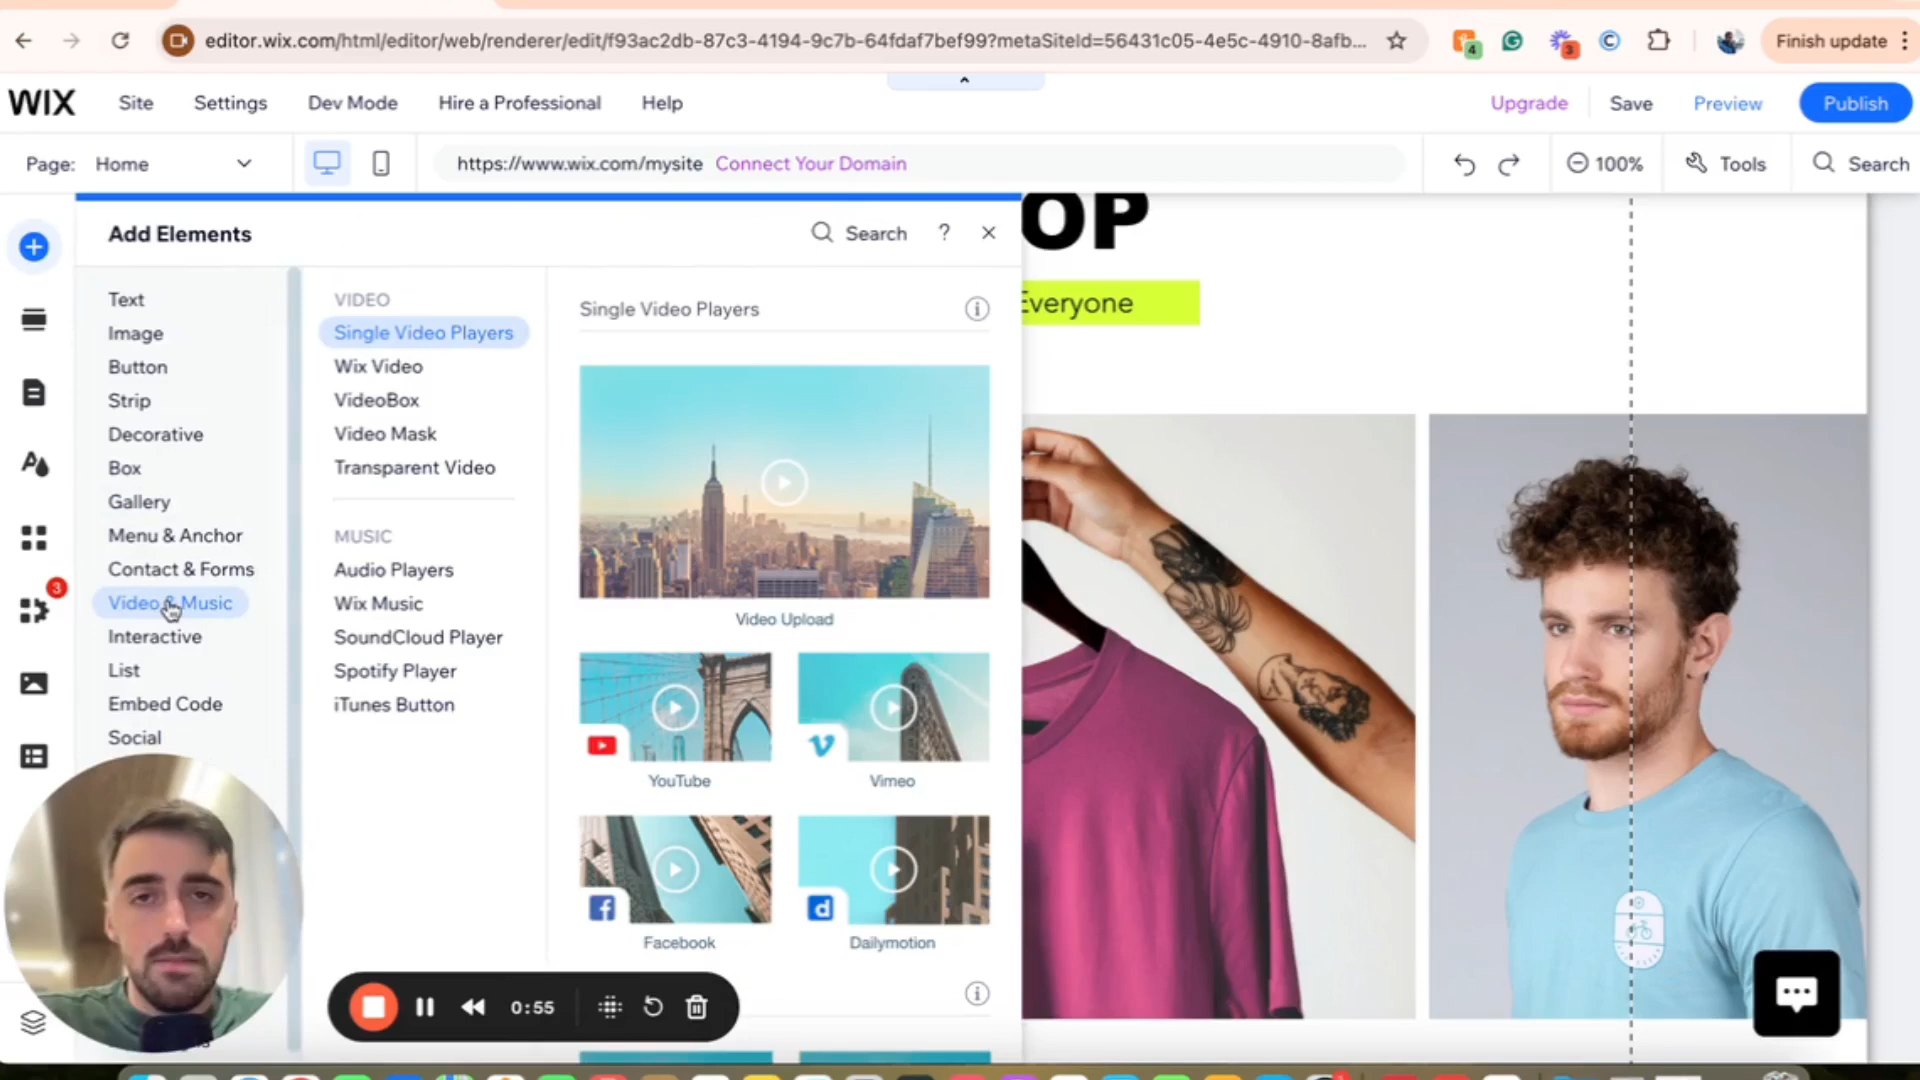 editor.wix.com/html/editor/web/renderer/edit/f93ac2db-87c3-4194-9c7b-64fdaf7bef99?metaSiteId=56431c05-4e5c-4910-8afb...
4
3
Finish update
WIX
Site
Settings
Dev Mode
Hire a Professional
Help
Upgrade
Save
Preview
Publish
Page:
Home
https://www.wix.com/mysite
Connect Your Domain
100%
Tools
Search
Add Elements
Search
?
OP
Everyone
Text
Image
Button
Strip
Decorative
Box
Gallery
Menu & Anchor
Contact & Forms
Video & Music
Interactive
List
Embed Code
Social
3
VIDEO
Single Video Players
Wix Video
VideoBox
Video Mask
Transparent Video
MUSIC
Audio Players
Wix Music
SoundCloud Player
Spotify Player
iTunes Button
Single Video Players
Video Upload
YouTube
Vimeo
Facebook
Dailymotion
0:55